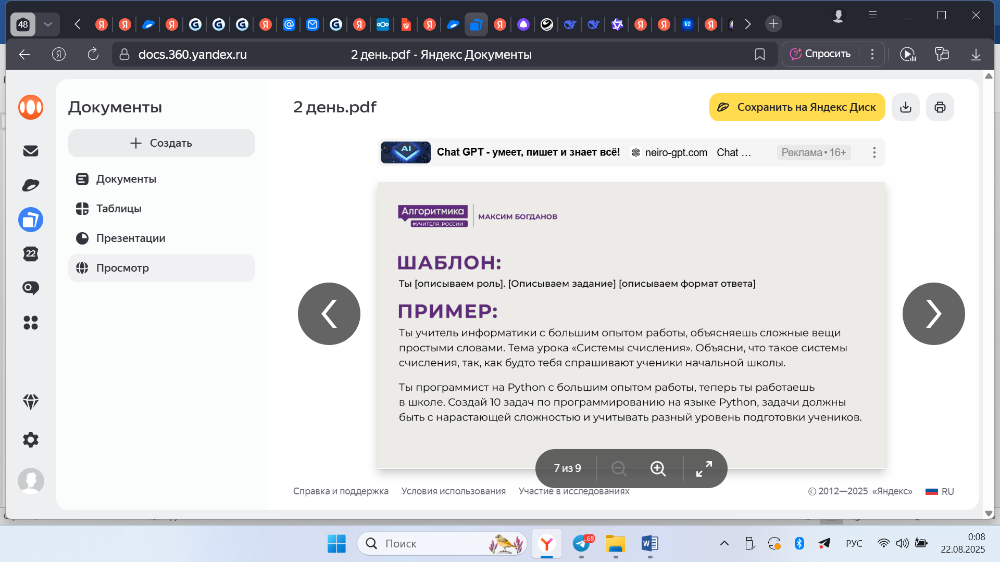 48
docs.360.yandex.ru
2 день.pdf - Яндекс Документы
Спросить
Документы
Создать
Документы
Таблицы
Презентации
Просмотр
22
2 день.pdf
Сохранить на Яндекс Диск
AI
Chat GPT - умеет, пишет и знает всё!
neiro-gpt.com
Chat ...
Реклама • 16+
Алгоритмика
#УЧИТЕЛЯ_РОССИИ
МАКСИМ БОГДАНОВ
ШАБЛОН:
Ты [описываем роль]. [Описываем задание] [описываем формат ответа]
ПРИМЕР:
Ты учитель информатики с большим опытом работы, объясняешь сложные вещи
простыми словами. Тема урока «Системы счисления». Объясни, что такое системы
счисления, так, как будто тебя спрашивают ученики начальной школы.
Ты программист на Python с большим опытом работы, теперь ты работаешь
в школе. Создай 10 задач по программированию на языке Python, задачи должны
быть с нарастающей сложностью и учитывать разный уровень подготовки учеников.
7 из 9
Справка и поддержка
Условия использования
Участие в исследованиях
© 2012—2025 «Яндекс»
RU
Поиск
68
РУС
0:08
22.08.2025